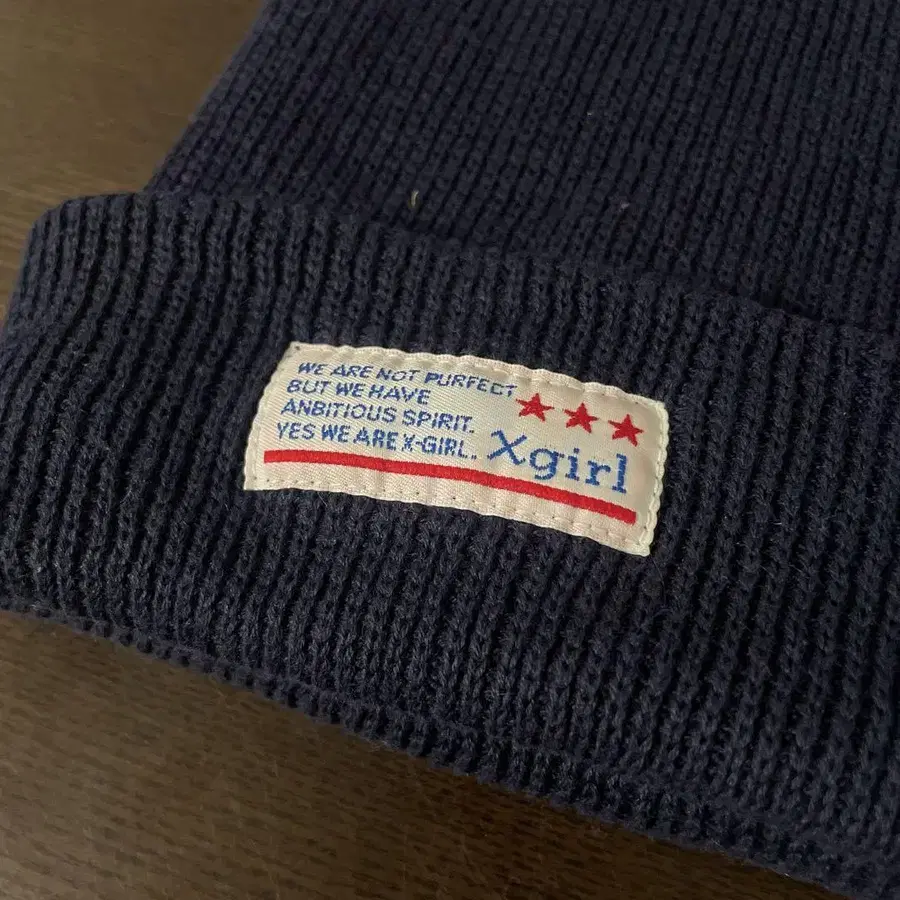 WE ARE NOT PURFECT
BUT WE HAVE
ANBITIOUS SPIRIT.
YES WE ARE X-GIRL.
Xgirl